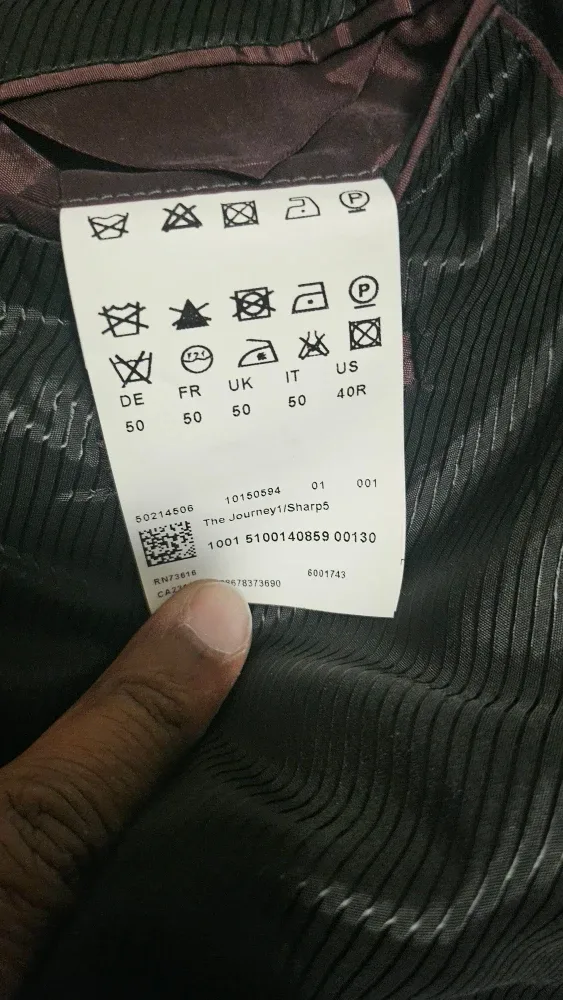 P
P
DE FR UK IT US
50 50 50 50 40R
50214506 10150594 01 001
The Journey1/Sharp5
1001 5100140859 00130
RN73616 6001743
678373690